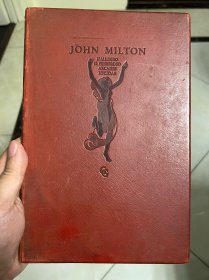 JOHN MILTON
L'ALLEGRO
IL PENSEROSO
ARCADES
LYCIDAS